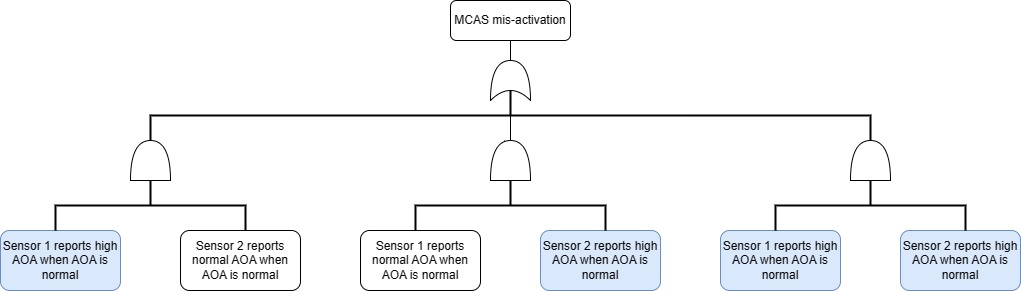 MCAS mis-activation
Sensor 1 reports high
AOA when AOA is
normal
Sensor 2 reports
normal AOA when
AOA is normal
Sensor 1 reports
normal AOA when
AOA is normal
Sensor 2 reports high
AOA when AOA is
normal
Sensor 1 reports high
AOA when AOA is
normal
Sensor 2 reports high
AOA when AOA is
normal